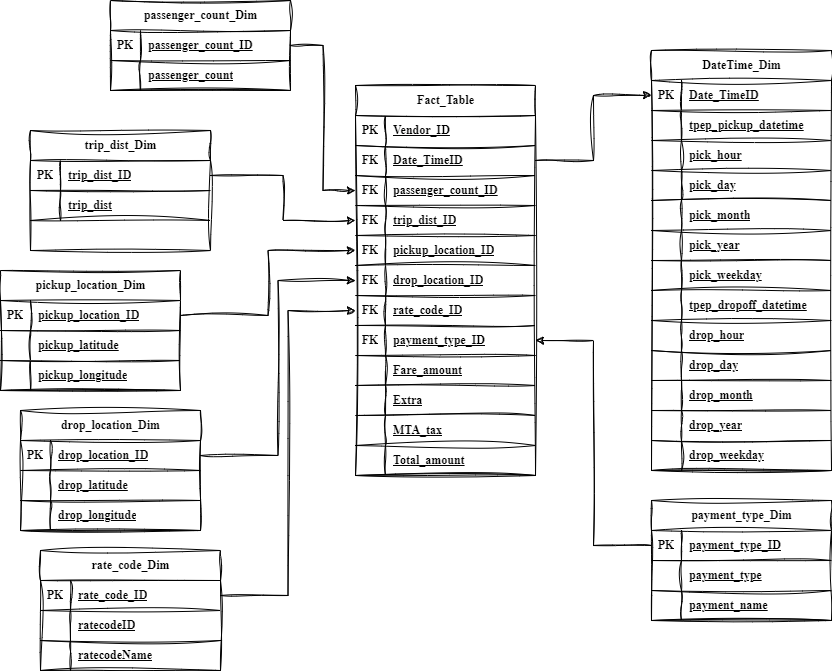 passenger_count_Dim
PK passenger_count_ID
passenger_count
trip_dist_Dim
PK trip_dist_ID
trip_dist
pickup_location_Dim
PK pickup_location_ID
pickup_latitude
pickup_longitude
drop_location_Dim
PK drop_location_ID
drop_latitude
drop_longitude
rate_code_Dim
PK rate_code_ID
ratecodeID
ratecodeName
Fact_Table
PK Vendor_ID
FK Date_TimeID
FK passenger_count_ID
FK trip_dist_ID
FK pickup_location_ID
FK drop_location_ID
FK rate_code_ID
FK payment_type_ID
Fare_amount
Extra
MTA_tax
Total_amount
DateTime_Dim
PK Date_TimeID
tpep_pickup_datetime
pick_hour
pick_day
pick_month
pick_year
pick_weekday
tpep_dropoff_datetime
drop_hour
drop_day
drop_month
drop_year
drop_weekday
payment_type_Dim
PK payment_type_ID
payment_type
payment_name